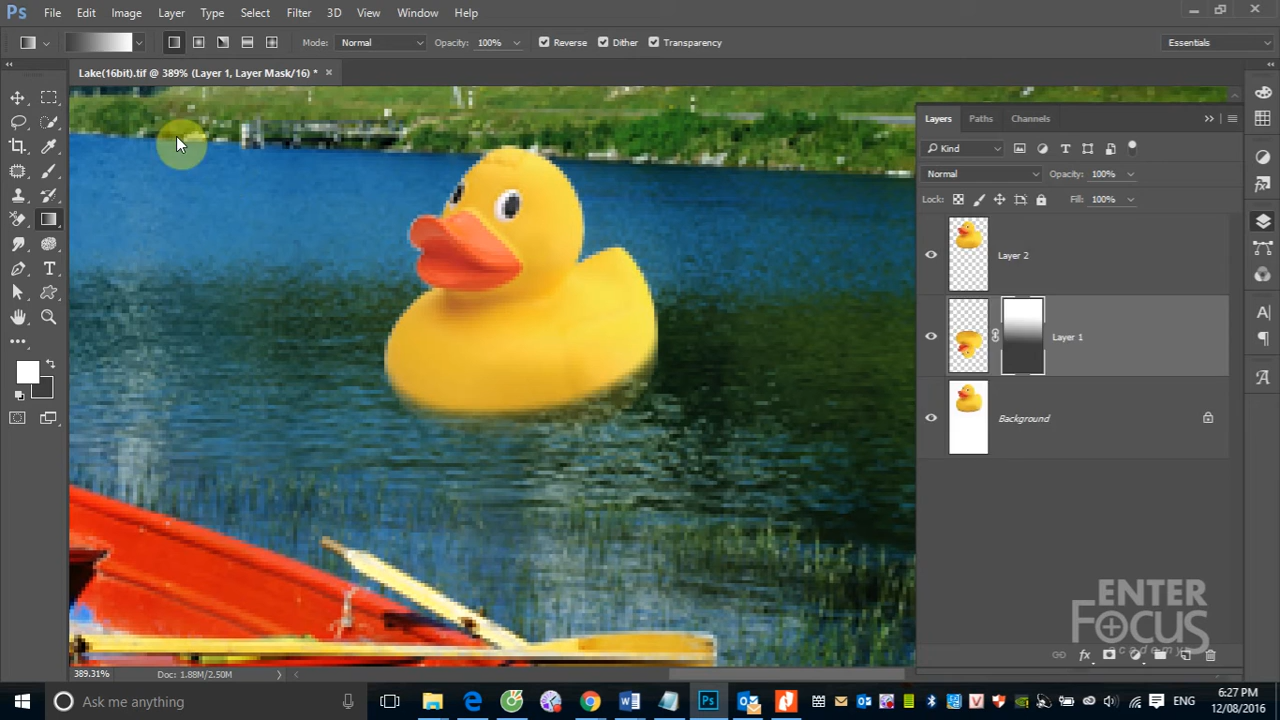 Ps File Edit Image Layer Type Select Filter 3D View Window Help
Mode: Normal Opacity: 100% Reverse Dither Transparency Essentials
Lake(16bit).tif @ 389% (Layer 1, Layer Mask/16) * ×
Layers Paths Channels
Kind
Normal Opacity: 100%
Lock: Fill: 100%
Layer 2
Layer 1
Background
ENTER
FOCUS
academy
fx
389.31% Doc: 1.88M/2.50M
Ask me anything
ENG 6:27 PM
12/08/2016